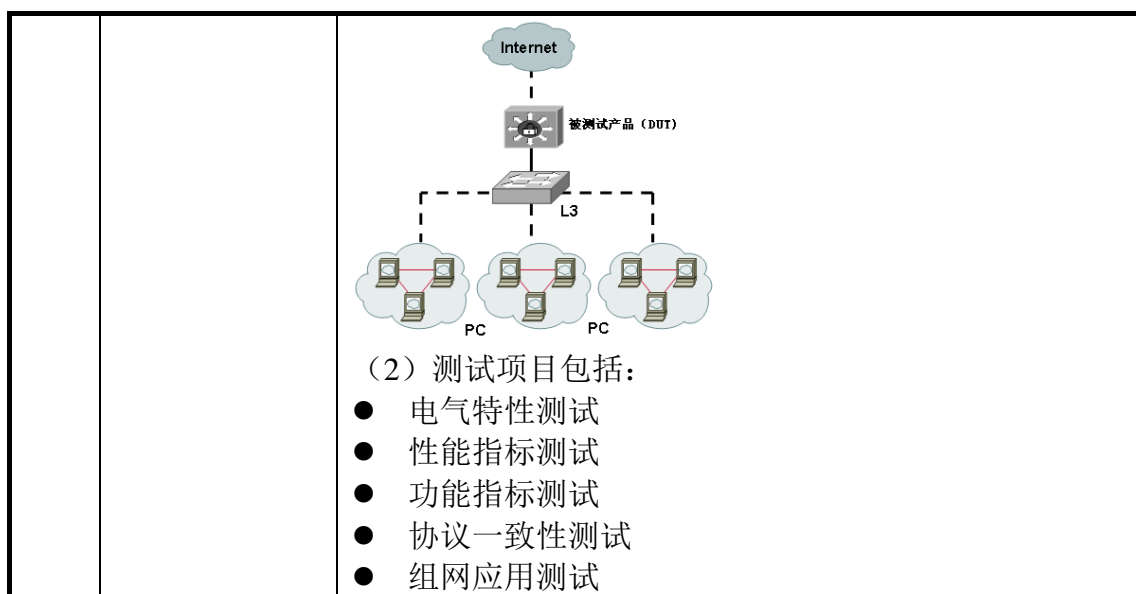 Internet
被测试产品（DUT）
L3
PC
PC
（2）测试项目包括：
● 电气特性测试
● 性能指标测试
● 功能指标测试
● 协议一致性测试
● 组网应用测试